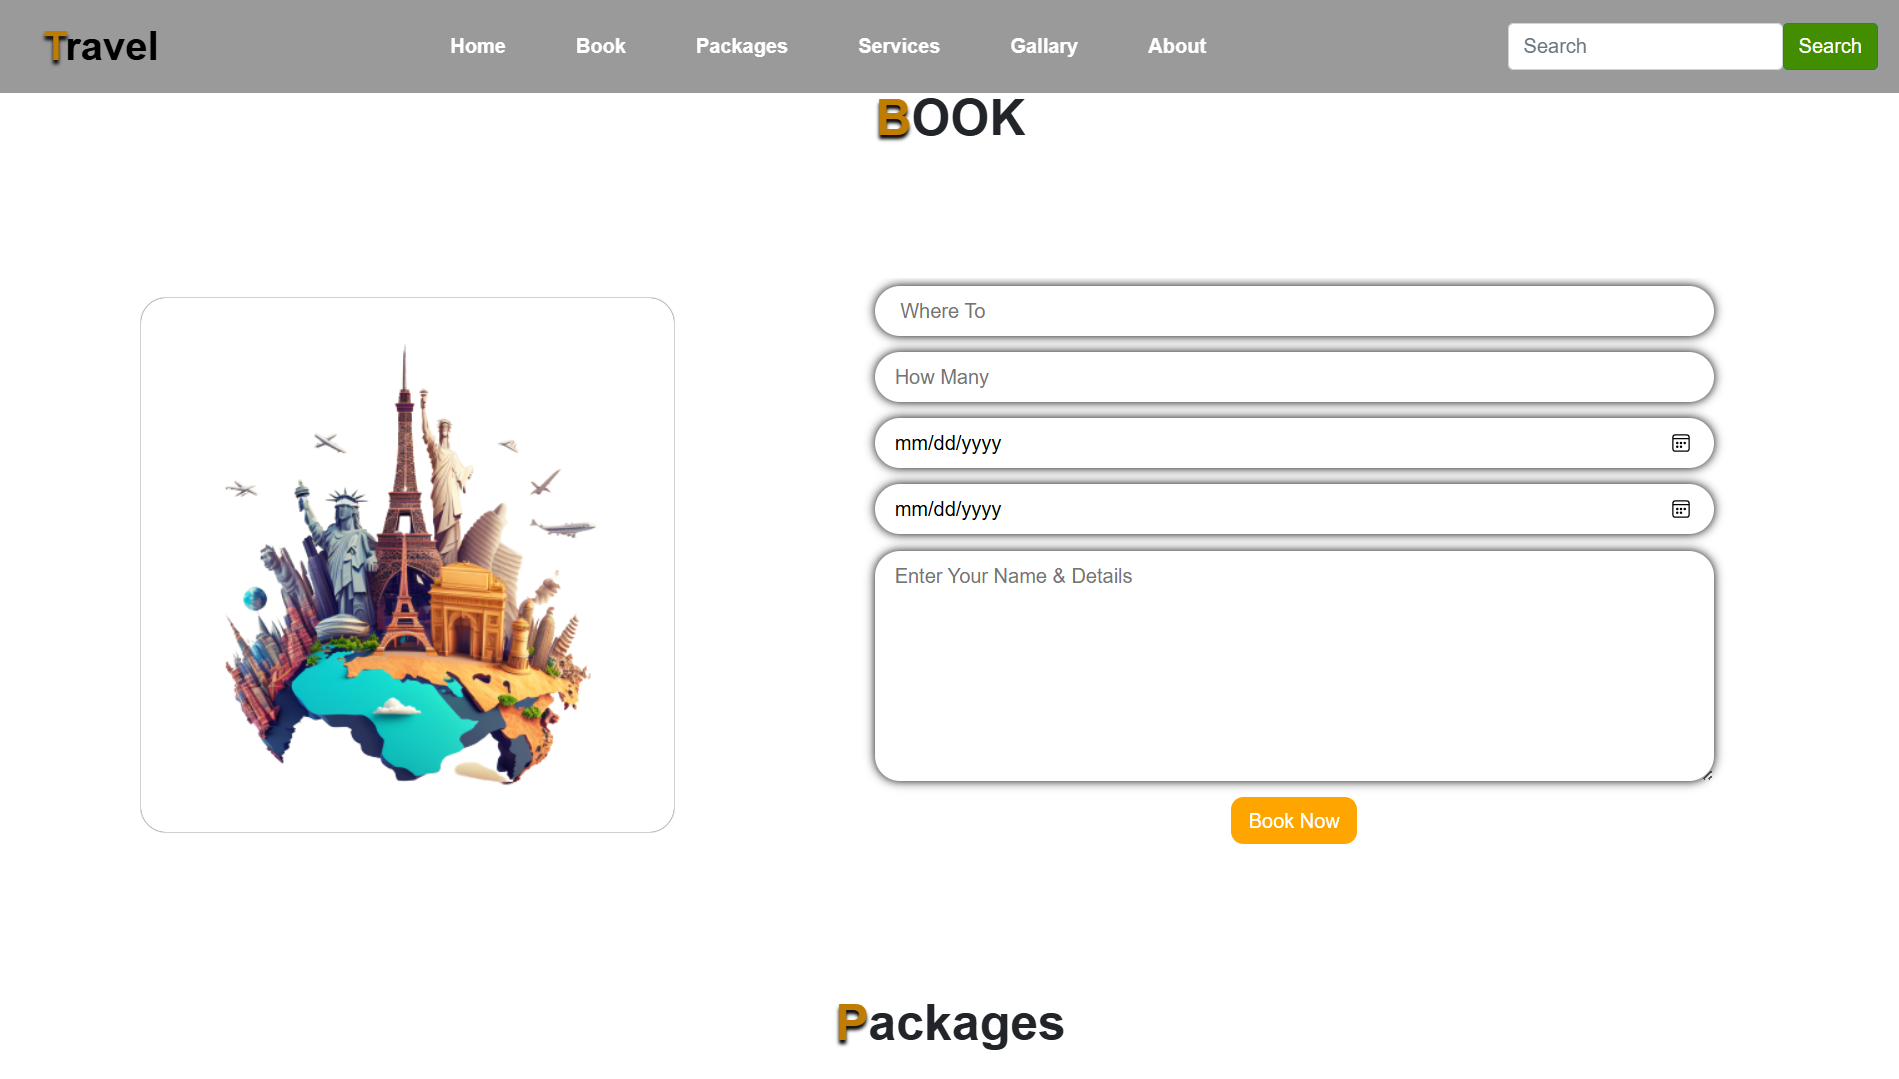 Travel Home Book Packages Services Gallary About Search Search
BOOK
Where To
How Many
mm/dd/yyyy
mm/dd/yyyy
Enter Your Name & Details
Book Now
Packages